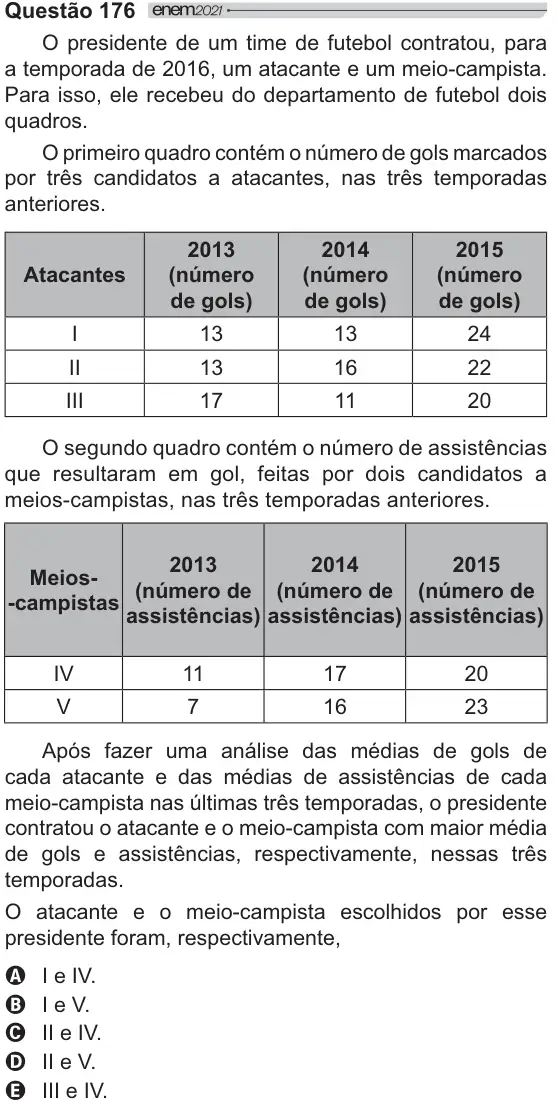 Questão 176 enem2021
O presidente de um time de futebol contratou, para
a temporada de 2016, um atacante e um meio-campista.
Para isso, ele recebeu do departamento de futebol dois
quadros.
O primeiro quadro contém o número de gols marcados
por três candidatos a atacantes, nas três temporadas
anteriores.
Atacantes 2013 (número de gols) 2014 (número de gols) 2015 (número de gols)
I 13 13 24
II 13 16 22
III 17 11 20
O segundo quadro contém o número de assistências
que resultaram em gol, feitas por dois candidatos a
meios-campistas, nas três temporadas anteriores.
Meios- -campistas 2013 (número de assistências) 2014 (número de assistências) 2015 (número de assistências)
IV 11 17 20
V 7 16 23
Após fazer uma análise das médias de gols de
cada atacante e das médias de assistências de cada
meio-campista nas últimas três temporadas, o presidente
contratou o atacante e o meio-campista com maior média
de gols e assistências, respectivamente, nessas três
temporadas.
O atacante e o meio-campista escolhidos por esse
presidente foram, respectivamente,
A I e IV.
B I e V.
C II e IV.
D II e V.
E III e IV.